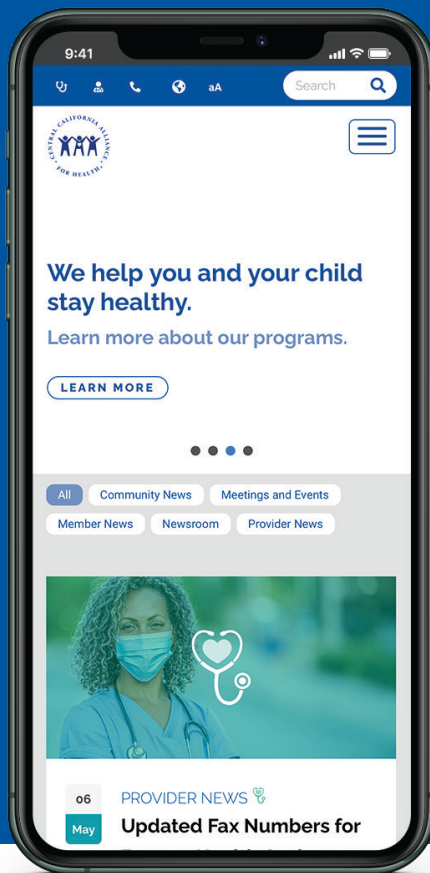 9:41
aA
Search
CENTRAL CALIFORNIA ALLIANCE
FOR HEALTH
We help you and your child
stay healthy.
Learn more about our programs.
LEARN MORE
All
Community News
Meetings and Events
Member News
Newsroom
Provider News
06
May
PROVIDER NEWS
Updated Fax Numbers for